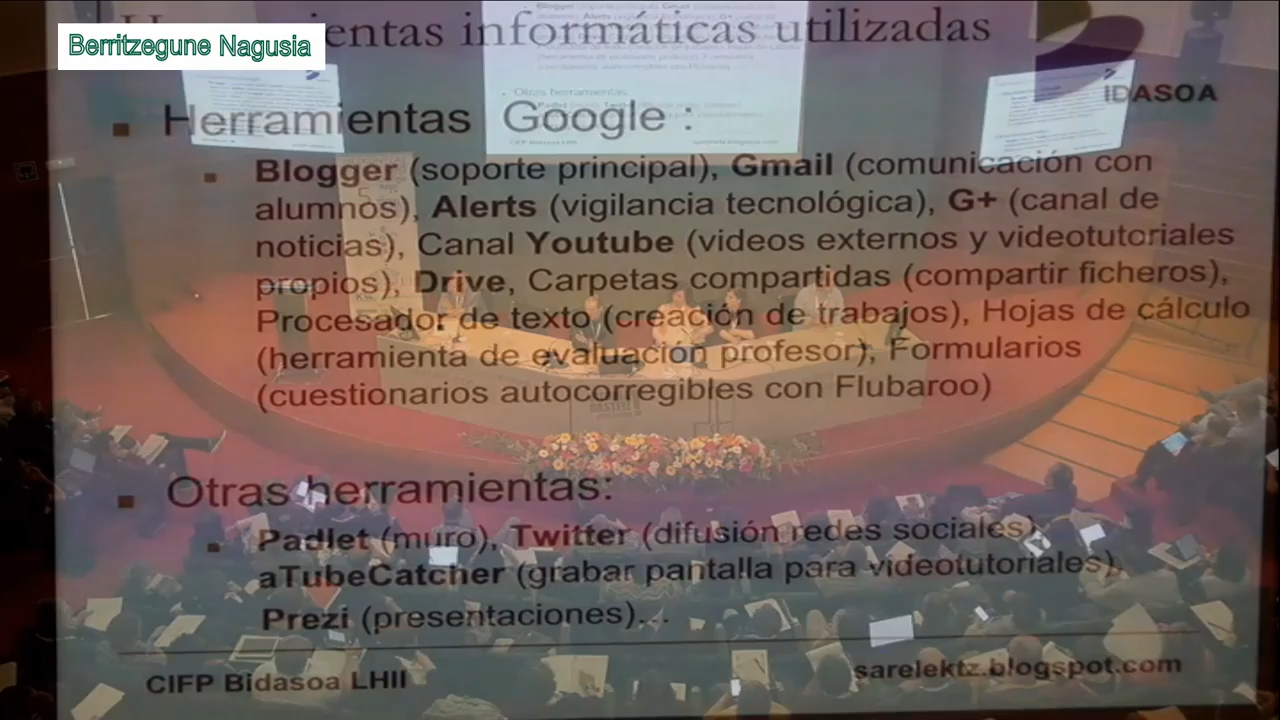 Berritzegune Nagusia
entas informáticas utilizadas
IDASOA
Herramientas Google :
Blogger (soporte principal), Gmail (comunicación con
alumnos), Alerts (vigilancia tecnológica), G+ (canal de
noticias), Canal Youtube (videos externos y videotutoriales
propios), Drive, Carpetas compartidas (compartir ficheros),
Procesador de texto (creación de trabajos), Hojas de cálculo
(herramienta de evaluación profesor), Formularios
(cuestionarios autocorregibles con Flubaroo)
Otras herramientas:
Padlet (muro), Twitter (difusión redes sociales),
aTubeCatcher (grabar pantalla para videotutoriales),
Prezi (presentaciones)...
CIFP Bidasoa LHII
sarelektz.blogspot.com